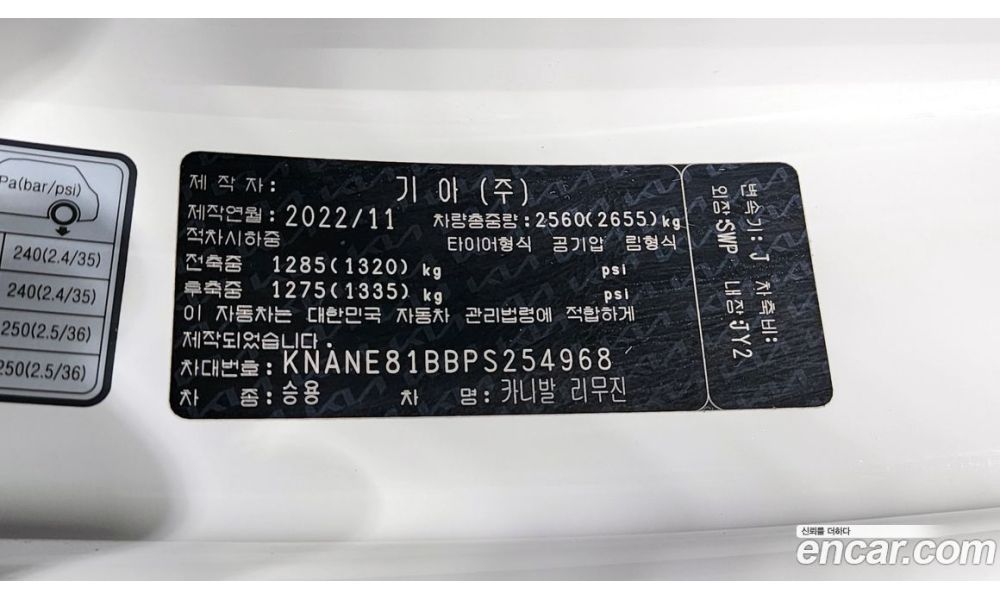 Pa(bar/psi)
240(2.4/35)
240(2.4/35)
250(2.5/36)
250(2.5/36)
제 작 자: 기 아 (주)
제작연월: 2022/11 차량총중량: 2560(2655) kg
적차시하중 타이어형식 공기압 림형식
전축중 1285(1320) kg psi
후축중 1275(1335) kg psi
이 자동차는 대한민국 자동차 관리법령에 적합하게
제작되었습니다.
차대번호: KNANE81BBPS254968
차 종: 승용 차 명: 카니발 리무진
변속기: J 차축비:
외장:SWP 내장:JY2
신뢰를 더하다
encar.com